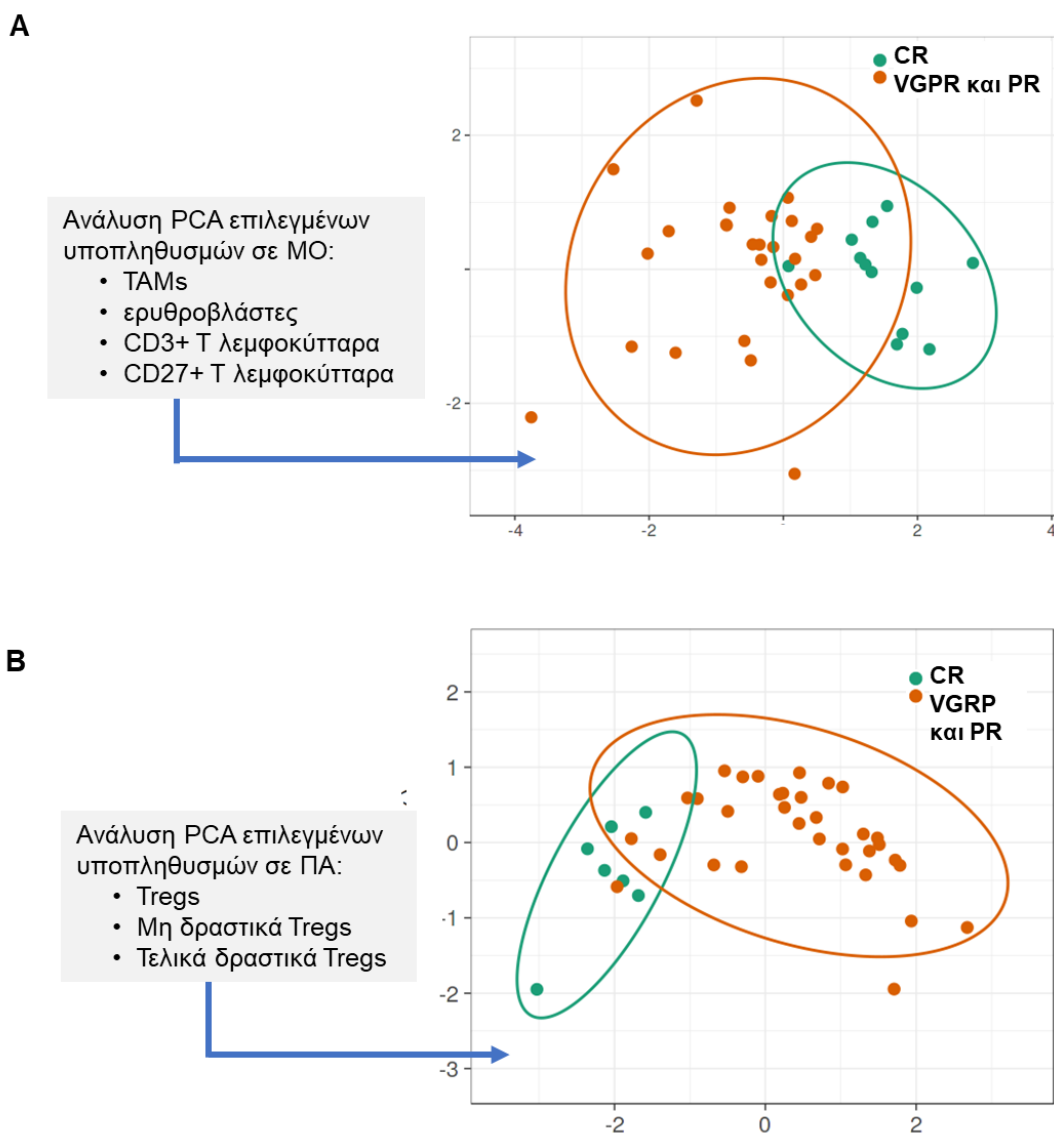 A
CR
VGPR και PR
2
-2
-4
-2
0
2
4
Ανάλυση PCA επιλεγμένων
υποπληθυσμών σε ΜΟ:
• TAMs
• ερυθροβλάστες
• CD3+ Τ λεμφοκύτταρα
• CD27+ Τ λεμφοκύτταρα
B
CR
VGRP
και PR
2
1
0
-1
-2
-3
-2
0
2
Ανάλυση PCA επιλεγμένων
υποπληθυσμών σε ΠΑ:
• Tregs
• Μη δραστικά Tregs
• Τελικά δραστικά Tregs